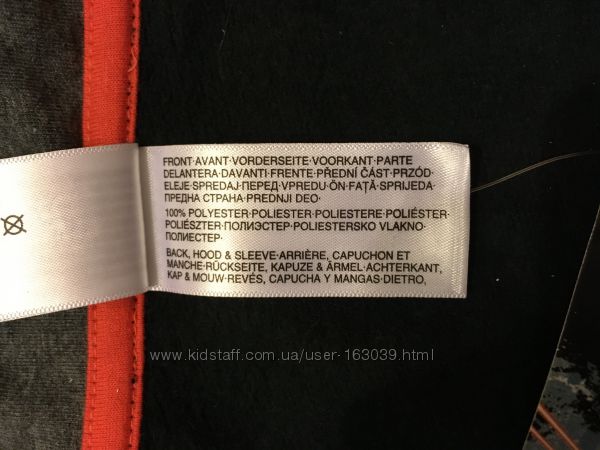 FRONT·AVANT·VORDERSEITE·VOORKANT·PARTE
DELANTERA·DAVANTI·FRENTE·PŘEDNÍ ČÁST·PRZÓD·
ELEJE·SPREDAJ·ПЕРЕД·VPREDU·ÖN·FAȚĂ·SPRIJEDA·
ПРЕДНА СТРАНА·PREDNJI DEO·
100% POLYESTER·POLIESTER·POLIESTERE·POLIÉSTER·
POLIÉSZTER·ПОЛИЭСТЕР·POLIESTERSKO VLAKNO·
ПОЛИЕСТЕР·
BACK, HOOD & SLEEVE·ARRIÈRE, CAPUCHON ET
MANCHE·RÜCKSEITE, KAPUZE & ÄRMEL·ACHTERKANT,
KAP & MOUW·REVÉS, CAPUCHA Y MANGAS·DIETRO,
www.kidstaff.com.ua/user-163039.html